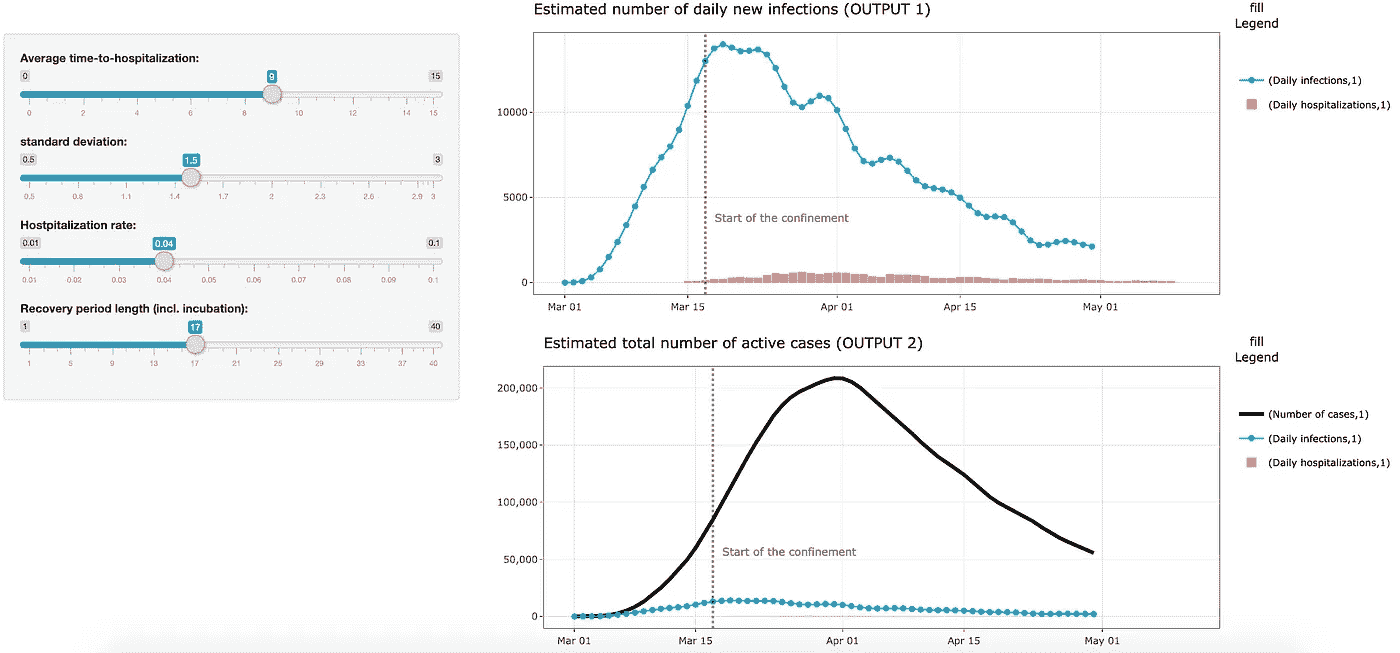 Average time-to-hospitalization:
0 9 15
0 2 4 6 8 10 12 14 15
standard deviation:
0.5 1.5 3
0.5 0.8 1.1 1.4 1.7 2 2.3 2.6 2.9 3
Hostpitalization rate:
0.01 0.04 0.1
0.01 0.02 0.03 0.04 0.05 0.06 0.07 0.08 0.09 0.1
Recovery period length (incl. incubation):
1 17 40
1 5 9 13 17 21 25 29 33 37 40
Estimated number of daily new infections (OUTPUT 1)
10000
5000
0
Start of the confinement
Mar 01 Mar 15 Apr 01 Apr 15 May 01
fill
Legend
(Daily infections,1)
(Daily hospitalizations,1)
Estimated total number of active cases (OUTPUT 2)
200,000
150,000
100,000
50,000
0
Start of the confinement
Mar 01 Mar 15 Apr 01 Apr 15 May 01
fill
Legend
(Number of cases,1)
(Daily infections,1)
(Daily hospitalizations,1)